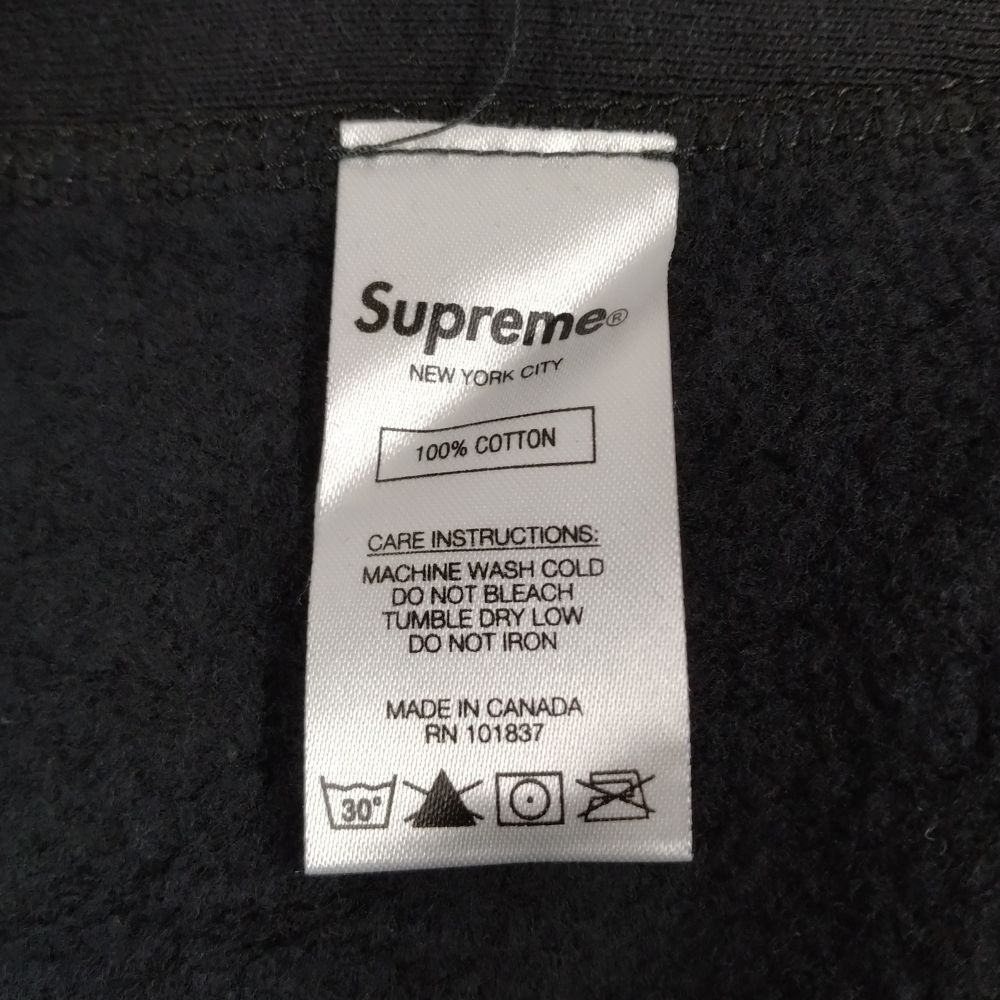 Supreme®
NEW YORK CITY
100% COTTON
CARE INSTRUCTIONS:
MACHINE WASH COLD
DO NOT BLEACH
TUMBLE DRY LOW
DO NOT IRON
MADE IN CANADA
RN 101837
30°